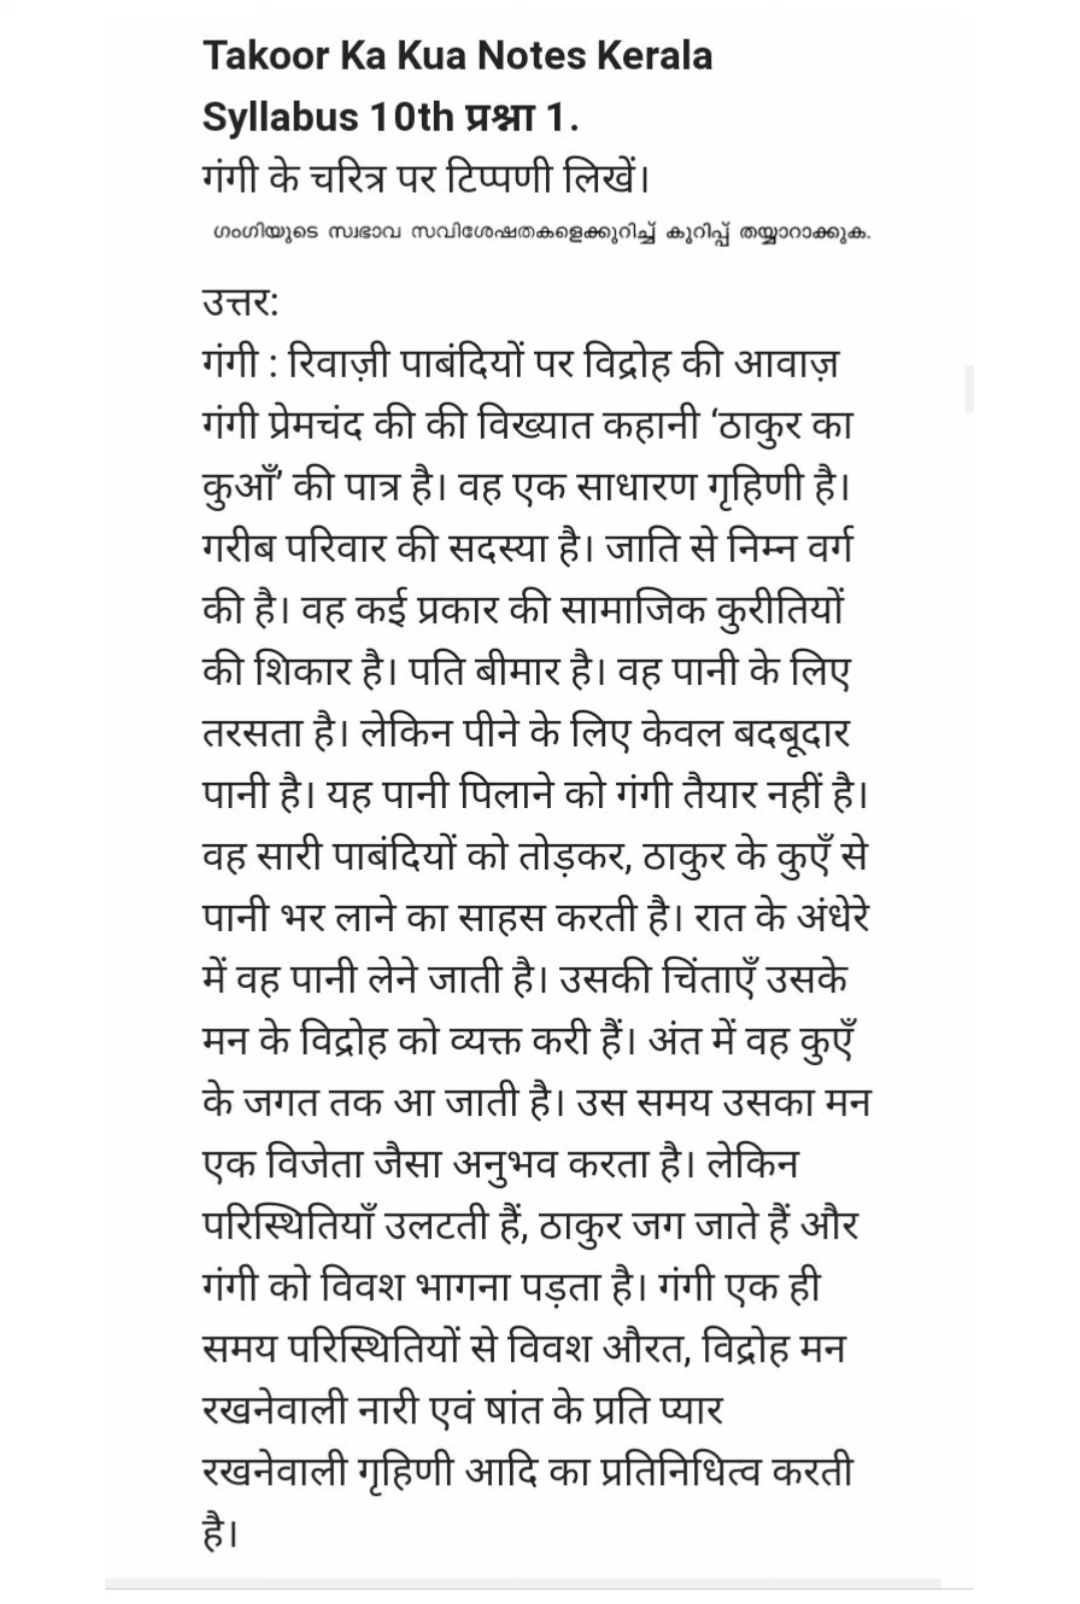 Takoor Ka Kua Notes Kerala
Syllabus 10th प्रश्ना 1.
गंगी के चरित्र पर टिप्पणी लिखें।
ഗംഗിയുടെ സ്വഭാവ സവിശേഷതകളെക്കുറിച്ച് കുറിപ്പ് തയ്യാറാക്കുക.
उत्तर:
गंगी : रिवाज़ी पाबंदियों पर विद्रोह की आवाज़
गंगी प्रेमचंद की की विख्यात कहानी ‘ठाकुर का
कुआँ’ की पात्र है। वह एक साधारण गृहिणी है।
गरीब परिवार की सदस्या है। जाति से निम्न वर्ग
की है। वह कई प्रकार की सामाजिक कुरीतियों
की शिकार है। पति बीमार है। वह पानी के लिए
तरसता है। लेकिन पीने के लिए केवल बदबूदार
पानी है। यह पानी पिलाने को गंगी तैयार नहीं है।
वह सारी पाबंदियों को तोड़कर, ठाकुर के कुएँ से
पानी भर लाने का साहस करती है। रात के अंधेरे
में वह पानी लेने जाती है। उसकी चिंताएँ उसके
मन के विद्रोह को व्यक्त करी हैं। अंत में वह कुएँ
के जगत तक आ जाती है। उस समय उसका मन
एक विजेता जैसा अनुभव करता है। लेकिन
परिस्थितियाँ उलटती हैं, ठाकुर जग जाते हैं और
गंगी को विवश भागना पड़ता है। गंगी एक ही
समय परिस्थितियों से विवश औरत, विद्रोह मन
रखनेवाली नारी एवं षांत के प्रति प्यार
रखनेवाली गृहिणी आदि का प्रतिनिधित्व करती
है।